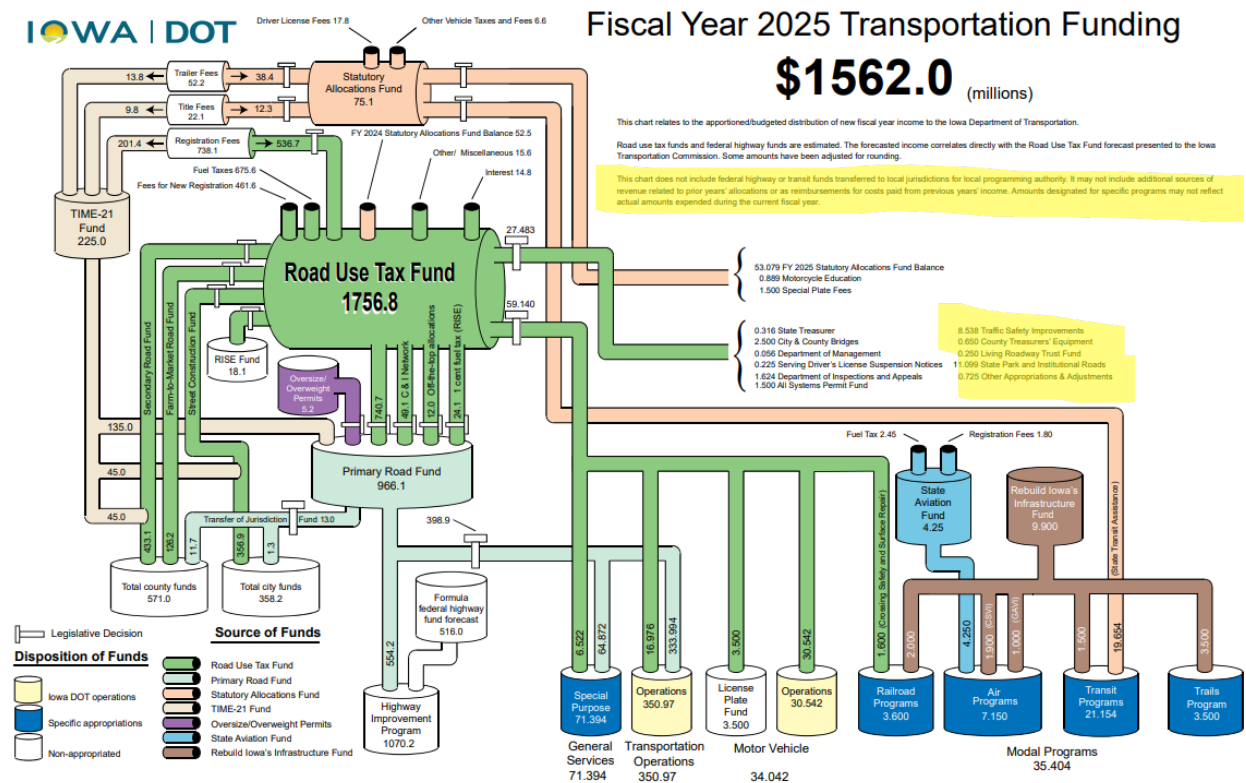 IOWA | DOT
Driver License Fees 17.8
Other Vehicle Taxes and Fees 6.6
Fiscal Year 2025 Transportation Funding
$1562.0 (millions)
This chart relates to the apportioned/budgeted distribution of new fiscal year income to the Iowa Department of Transportation.
Road use tax funds and federal highway funds are estimated. The forecasted income correlates directly with the Road Use Tax Fund forecast presented to the Iowa
Transportation Commission. Some amounts have been adjusted for rounding.
This chart does not include federal highway or transit funds transferred to local jurisdictions for local programming authority. It may not include additional sources of
revenue related to prior years' allocations or as reimbursements for costs paid from previous years' income. Amounts designated for specific programs may not reflect
actual amounts expended during the current fiscal year.
13.8
Trailer Fees
52.2
38.4
Statutory
Allocations Fund
75.1
9.8
Title Fees
22.1
12.3
201.4
Registration Fees
738.1
536.7
FY 2024 Statutory Allocations Fund Balance 52.5
Other/ Miscellaneous 15.6
Fuel Taxes 675.6
Interest 14.8
Fees for New Registration 461.6
TIME-21
Fund
225.0
Road Use Tax Fund
1756.8
27.483
59.140
53.079 FY 2025 Statutory Allocations Fund Balance
0.889 Motorcycle Education
1.500 Special Plate Fees
0.316 State Treasurer
2.500 City & County Bridges
0.056 Department of Management
0.225 Serving Driver's License Suspension Notices
1.624 Department of Inspections and Appeals
1.500 All Systems Permit Fund
8.538 Traffic Safety Improvements
0.650 County Treasurers' Equipment
0.250 Living Roadway Trust Fund
11.099 State Park and Institutional Roads
0.725 Other Appropriations & Adjustments
Secondary Road Fund
Farm-to-Market Road Fund
Street Construction Fund
RISE Fund
18.1
Oversize/
Overweight
Permits
5.2
740.7
49.1 C & I Network
12.0 Off-the-top allocations
24.1 1 cent fuel tax (RISE)
135.0
45.0
45.0
Primary Road Fund
966.1
Transfer of Jurisdiction Fund 13.0
433.1
126.2
11.7
356.9
1.3
398.9
Total county funds
571.0
Total city funds
358.2
Formula
federal highway
fund forecast
516.0
554.2
Highway
Improvement
Program
1070.2
Fuel Tax 2.45
Registration Fees 1.80
State
Aviation
Fund
4.25
Rebuild Iowa's
Infrastructure
Fund
9.900
6.522
64.872
16.976
333.994
3.500
30.542
1.600 (Crossing Safety and Surface Repair)
2.000
4.250
1.900 (CSVI)
1.000 (GAVI)
1.500
19.654 (State Transit Assistance)
3.500
Special
Purpose
71.394
Operations
350.97
License
Plate
Fund
3.500
Operations
30.542
Railroad
Programs
3.600
Air
Programs
7.150
Transit
Programs
21.154
Trails
Program
3.500
General
Services
71.394
Transportation
Operations
350.97
Motor Vehicle
34.042
Modal Programs
35.404
Legislative Decision
Disposition of Funds
Iowa DOT operations
Specific appropriations
Non-appropriated
Source of Funds
Road Use Tax Fund
Primary Road Fund
Statutory Allocations Fund
TIME-21 Fund
Oversize/Overweight Permits
State Aviation Fund
Rebuild Iowa's Infrastructure Fund